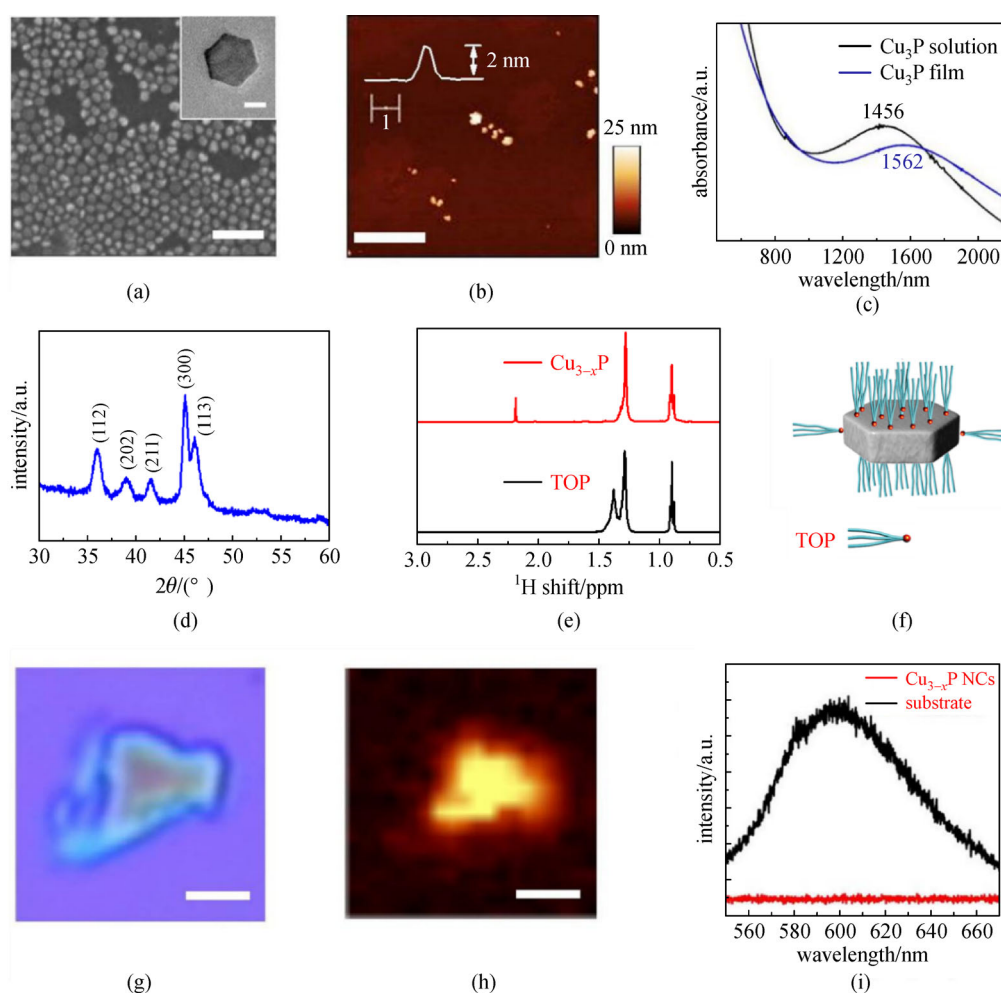 2 nm
1
25 nm
0 nm
absorbance/a.u.
Cu₃P solution
Cu₃P film
1456
1562
800 1200 1600 2000
wavelength/nm
(a)
(b)
(c)
intensity/a.u.
(112)
(202)
(211)
(300)
(113)
30 35 40 45 50 55 60
2θ/(°)
(d)
Cu₃₋ₓP
TOP
3.0 2.5 2.0 1.5 1.0 0.5
¹H shift/ppm
(e)
TOP
(f)
(g)
(h)
intensity/a.u.
Cu₃₋ₓP NCs
substrate
560 580 600 620 640 660
wavelength/nm
(i)